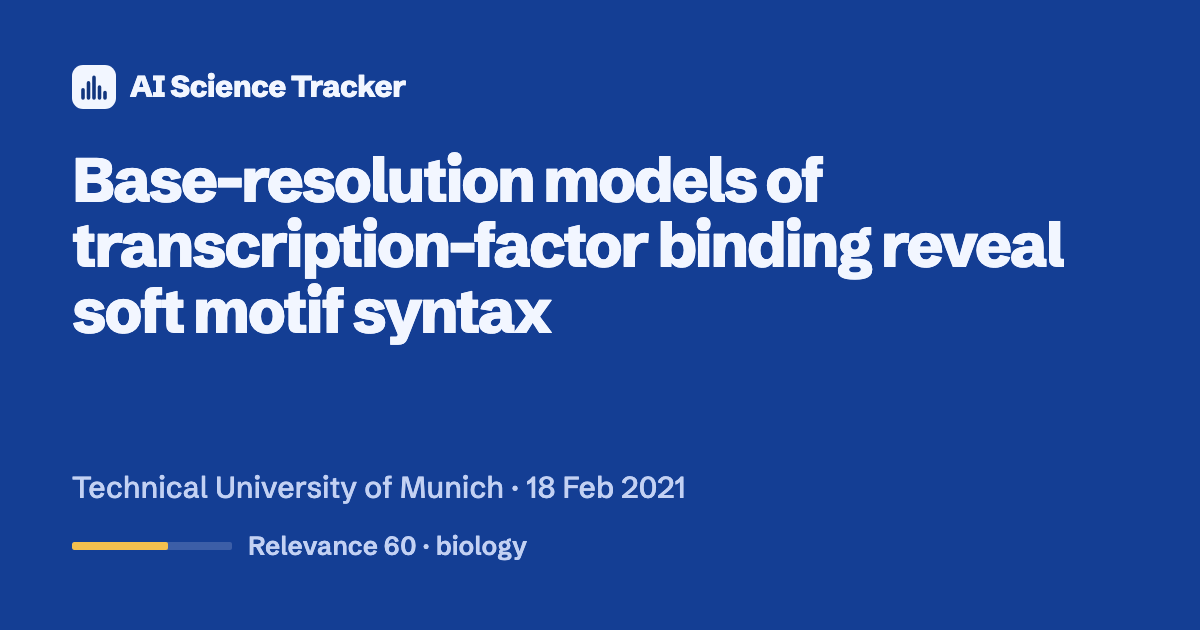 AI Science Tracker
Base-resolution models of
transcription-factor binding reveal
soft motif syntax
Technical University of Munich · 18 Feb 2021
Relevance 60 · biology